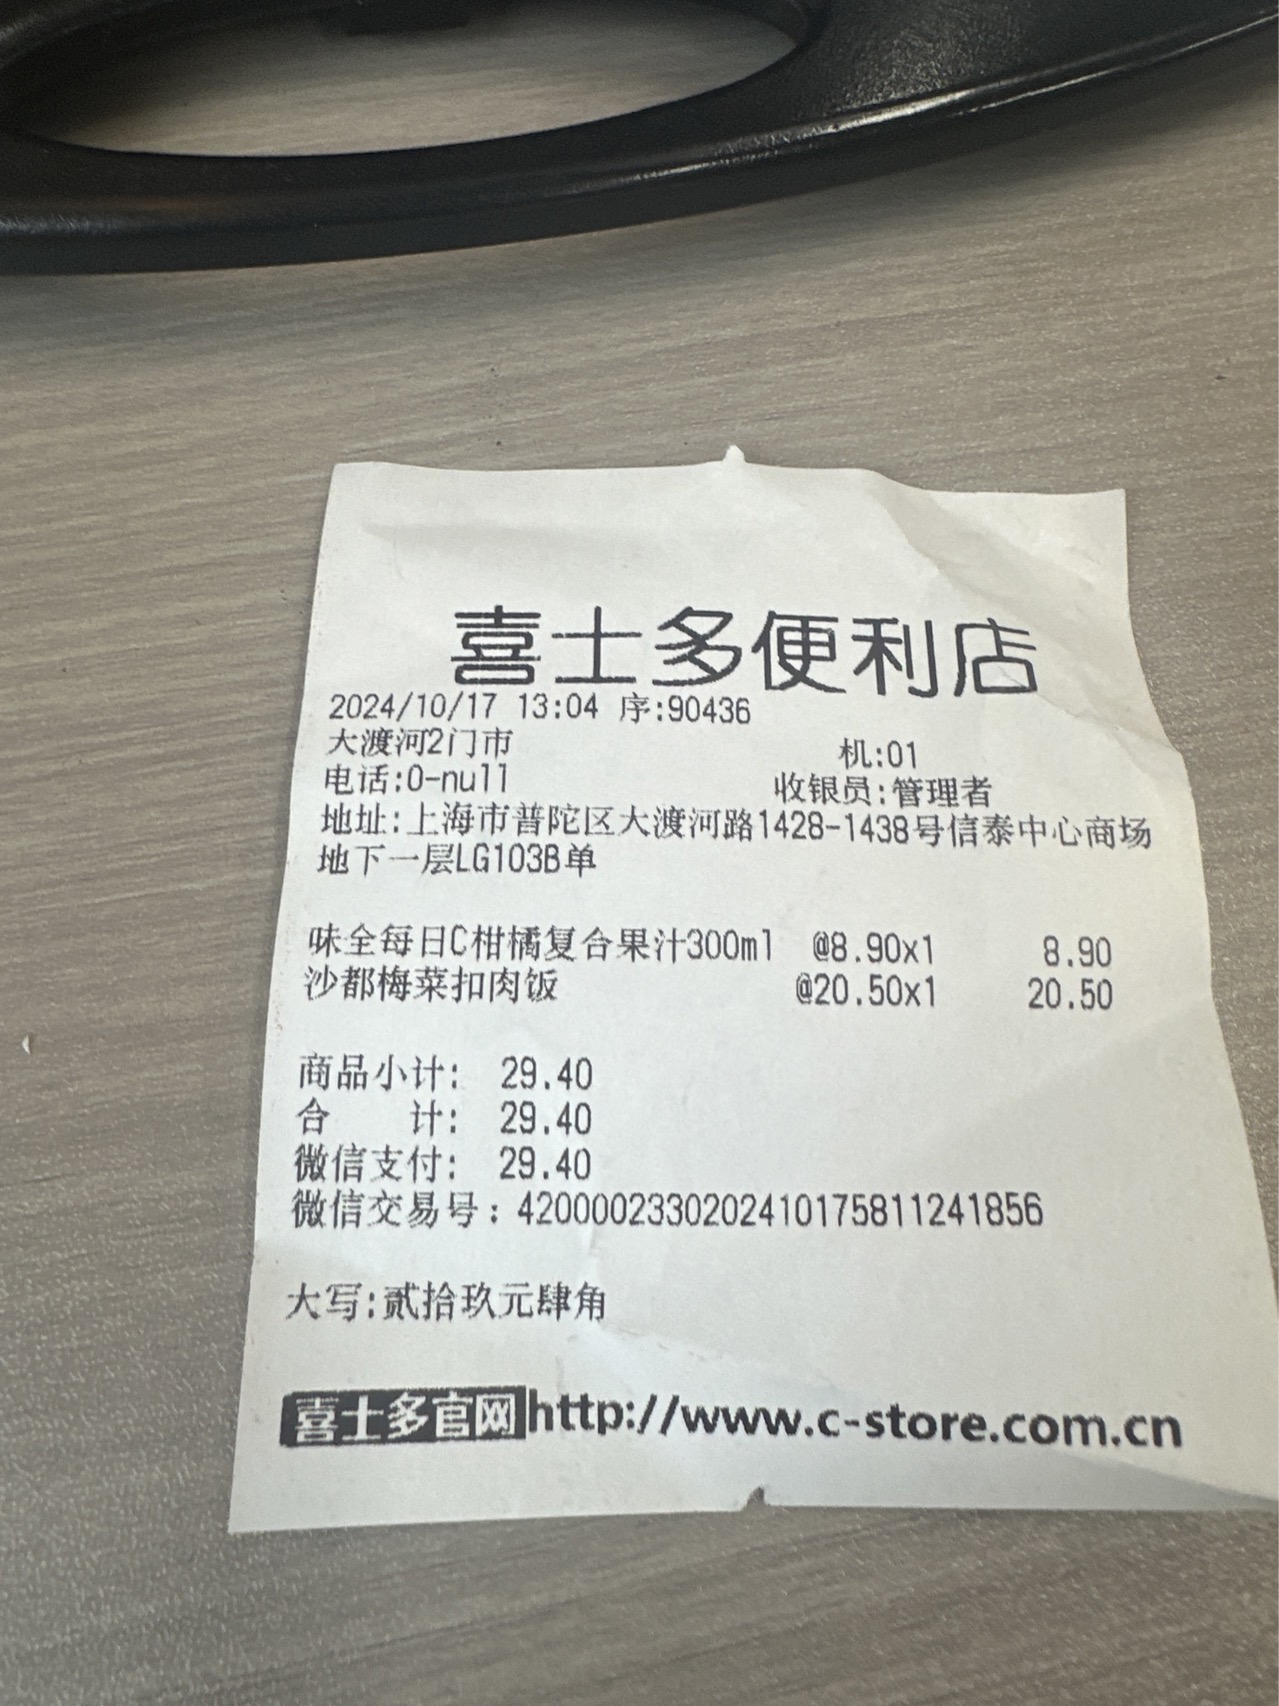 喜士多便利店
2024/10/17 13:04 序:90436
大渡河2门市 机:01
电话:0-null 收银员:管理者
地址:上海市普陀区大渡河路1428-1438号信泰中心商场
地下一层LG103B单
味全每日C柑橘复合果汁300ml @8.90x1 8.90
沙都梅菜扣肉饭 @20.50x1 20.50
商品小计: 29.40
合 计: 29.40
微信支付: 29.40
微信交易号:4200002330202410175811241856
大写:贰拾玖元肆角
喜士多官网http://www.c-store.com.cn